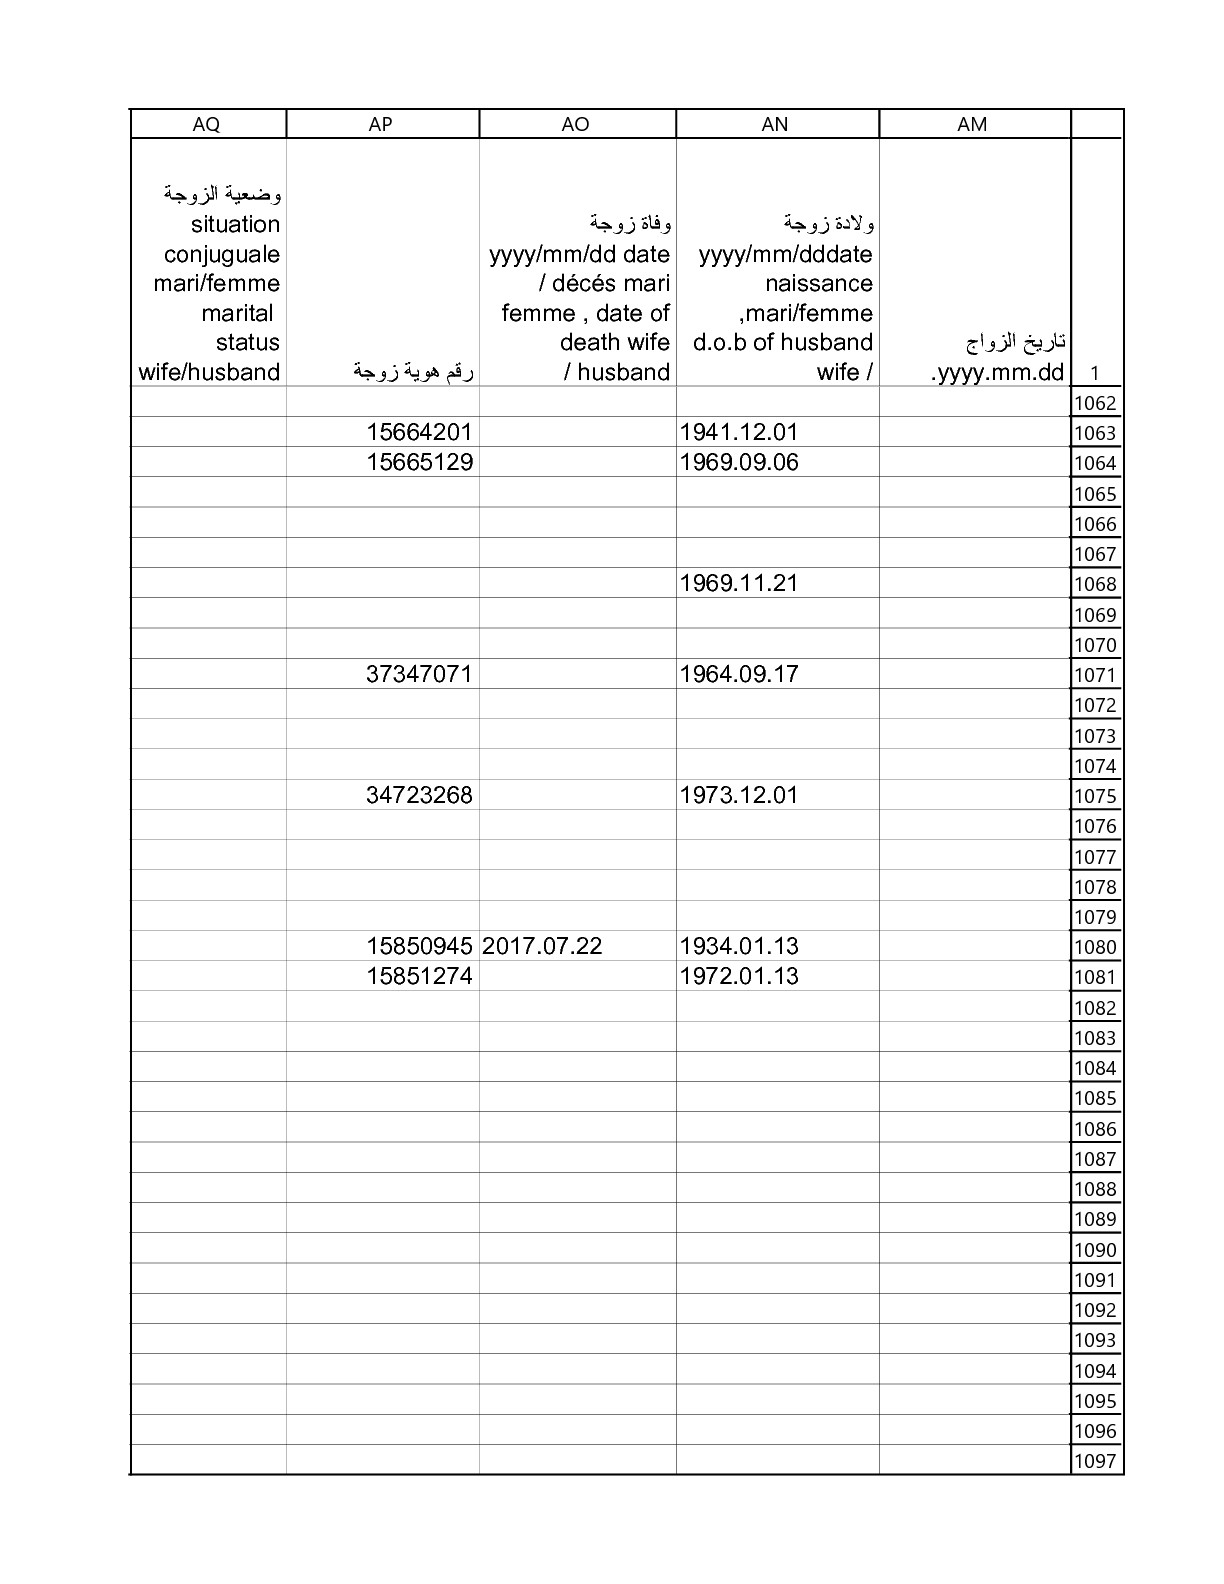 AQ AP AO AN AM
وضعية الزوجة
situation
conjuguale
mari/femme
marital
status
wife/husband
رقم هوية زوجة
وفاة زوجة
yyyy/mm/dd date
/ décés mari
femme , date of
death wife
/ husband
ولادة زوجة
yyyy/mm/dddate
naissance
,mari/femme
d.o.b of husband
wife /
تاريخ الزواج
.yyyy.mm.dd
1
1062
15664201 1941.12.01 1063
15665129 1969.09.06 1064
1065
1066
1067
1969.11.21 1068
1069
1070
37347071 1964.09.17 1071
1072
1073
1074
34723268 1973.12.01 1075
1076
1077
1078
1079
15850945 2017.07.22 1934.01.13 1080
15851274 1972.01.13 1081
1082
1083
1084
1085
1086
1087
1088
1089
1090
1091
1092
1093
1094
1095
1096
1097